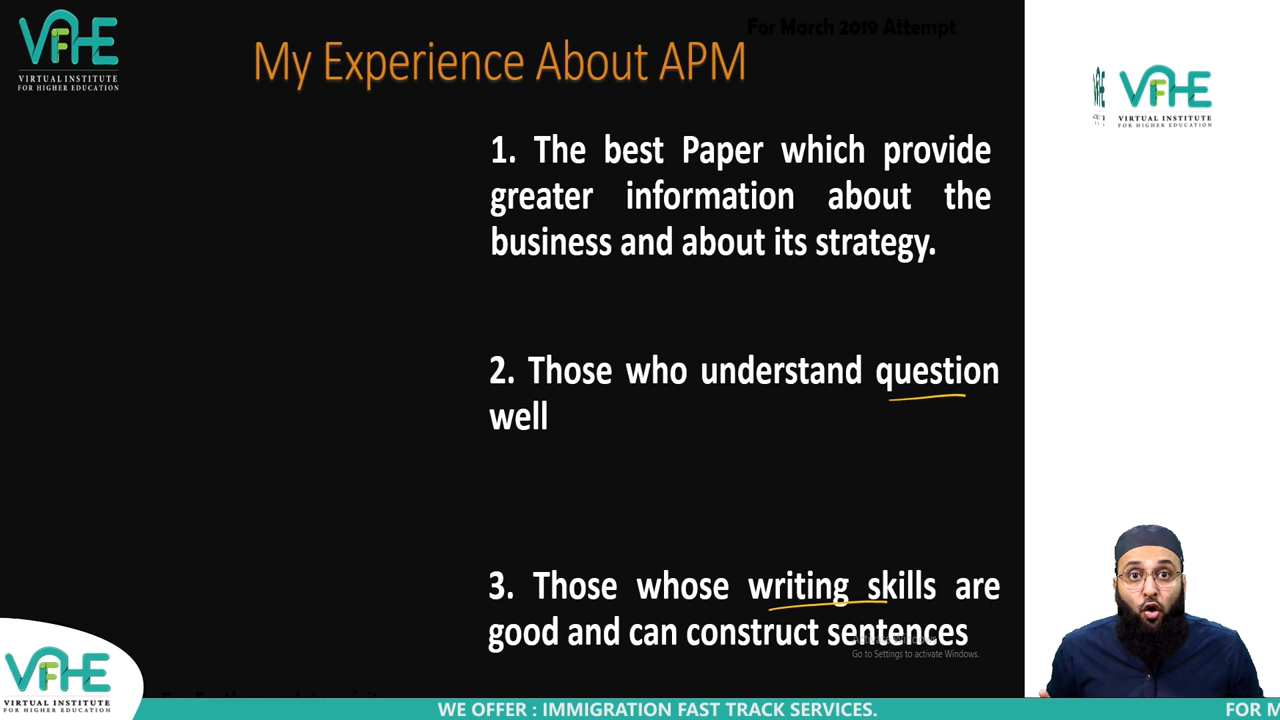 VIFHE
VIRTUAL INSTITUTE
FOR HIGHER EDUCATION
For March 2019 Attempt
My Experience About APM
VIFHE
VIRTUAL INSTITUTE
FOR HIGHER EDUCATION
1. The best Paper which provide
greater information about the
business and about its strategy.
2. Those who understand question
well
3. Those whose writing skills are
good and can construct sentences
Go to Settings to activate Windows.
VIFHE
VIRTUAL INSTITUTE
FOR HIGHER EDUCATION
WE OFFER : IMMIGRATION FAST TRACK SERVICES.
FOR M